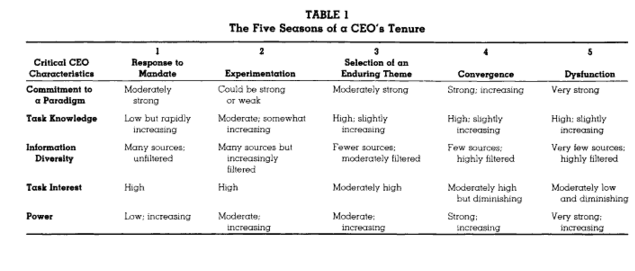 TABLE 1
The Five Seasons of a CEO's Tenure
1 2 3 4 5
Critical CEO Response to Selection of an
Characteristics Mandate Experimentation Enduring Theme Convergence Dysfunction
Commitment to Moderately Could be strong Moderately strong Strong; increasing Very strong
a Paradigm strong or weak
Task Knowledge Low but rapidly Moderate; somewhat High; slightly High; slightly High; slightly
increasing increasing increasing increasing increasing
Information Many sources; Many sources but Fewer sources; Few sources; Very few sources;
Diversity unfiltered increasingly moderately filtered highly filtered highly filtered
filtered
Task Interest High High Moderately high Moderately high Moderately low
but diminishing and diminishing
Power Low; increasing Moderate; Moderate; Strong; Very strong;
increasing increasing increasing increasing